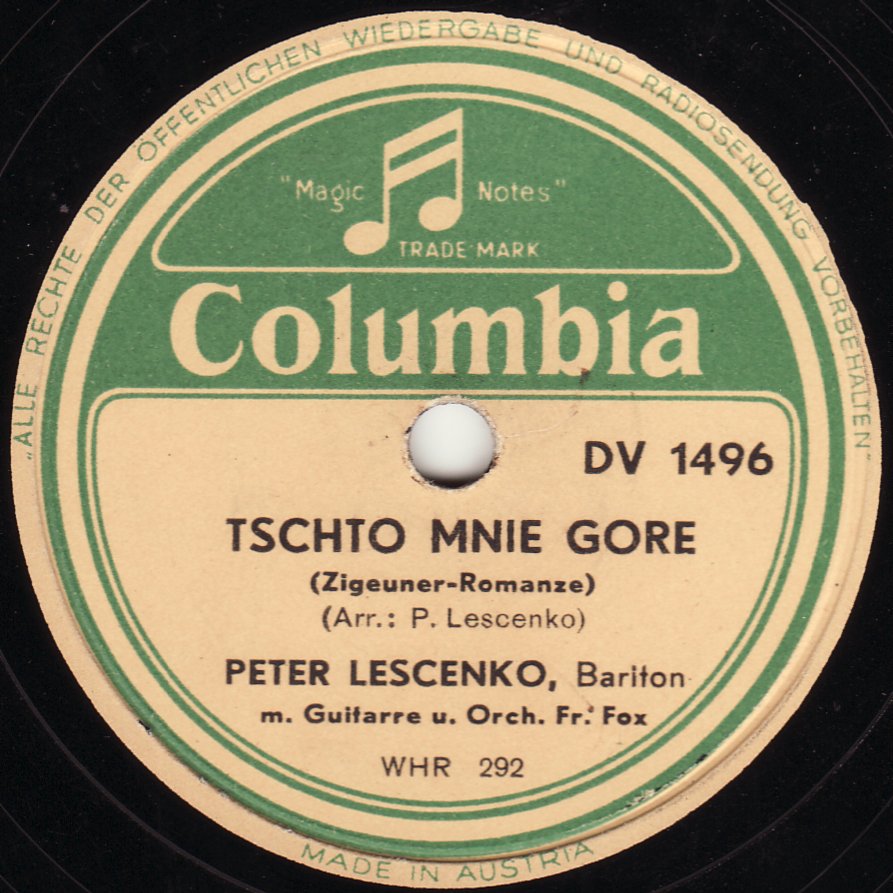 „ALLE RECHTE DER ÖFFENTLICHEN WIEDERGABE UND RADIOSENDUNG VORBEHALTEN"
"Magic Notes"
TRADE MARK
Columbia
DV 1496
TSCHTO MNIE GORE
(Zigeuner-Romanze)
(Arr.: P. Lescenko)
PETER LESCENKO, Bariton
m. Guitarre u. Orch. Fr. Fox
WHR 292
MADE IN AUSTRIA